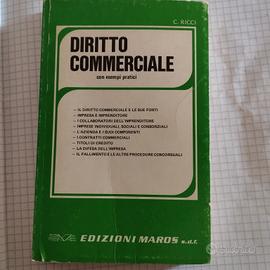 C. RICCI
DIRITTO
COMMERCIALE
con esempi pratici
– IL DIRITTO COMMERCIALE E LE SUE FONTI
– IMPRESA E IMPRENDITORE
– I COLLABORATORI DELL'IMPRENDITORE
– IMPRESE INDIVIDUALI, SOCIALI E CONSORZIALI
– L'AZIENDA E I SUOI COMPONENTI
– I CONTRATTI COMMERCIALI
– TITOLI DI CREDITO
– LA DIFESA DELL'IMPRESA
– IL FALLIMENTO E LE ALTRE PROCEDURE CONCORSUALI
EDIZIONI MAROS s.d.f.
subito